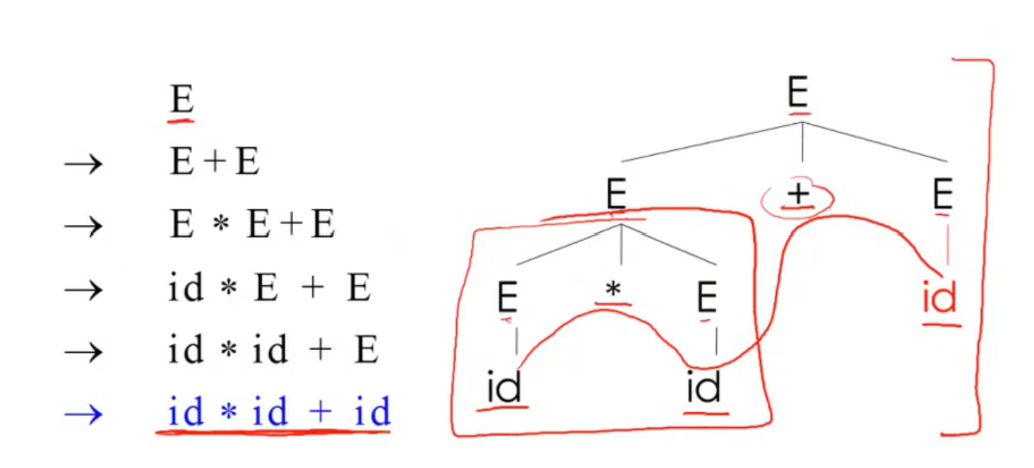 E
→ E + E
→ E * E + E
→ id * E + E
→ id * id + E
→ id * id + id
E
E + E
E * E
id
id id